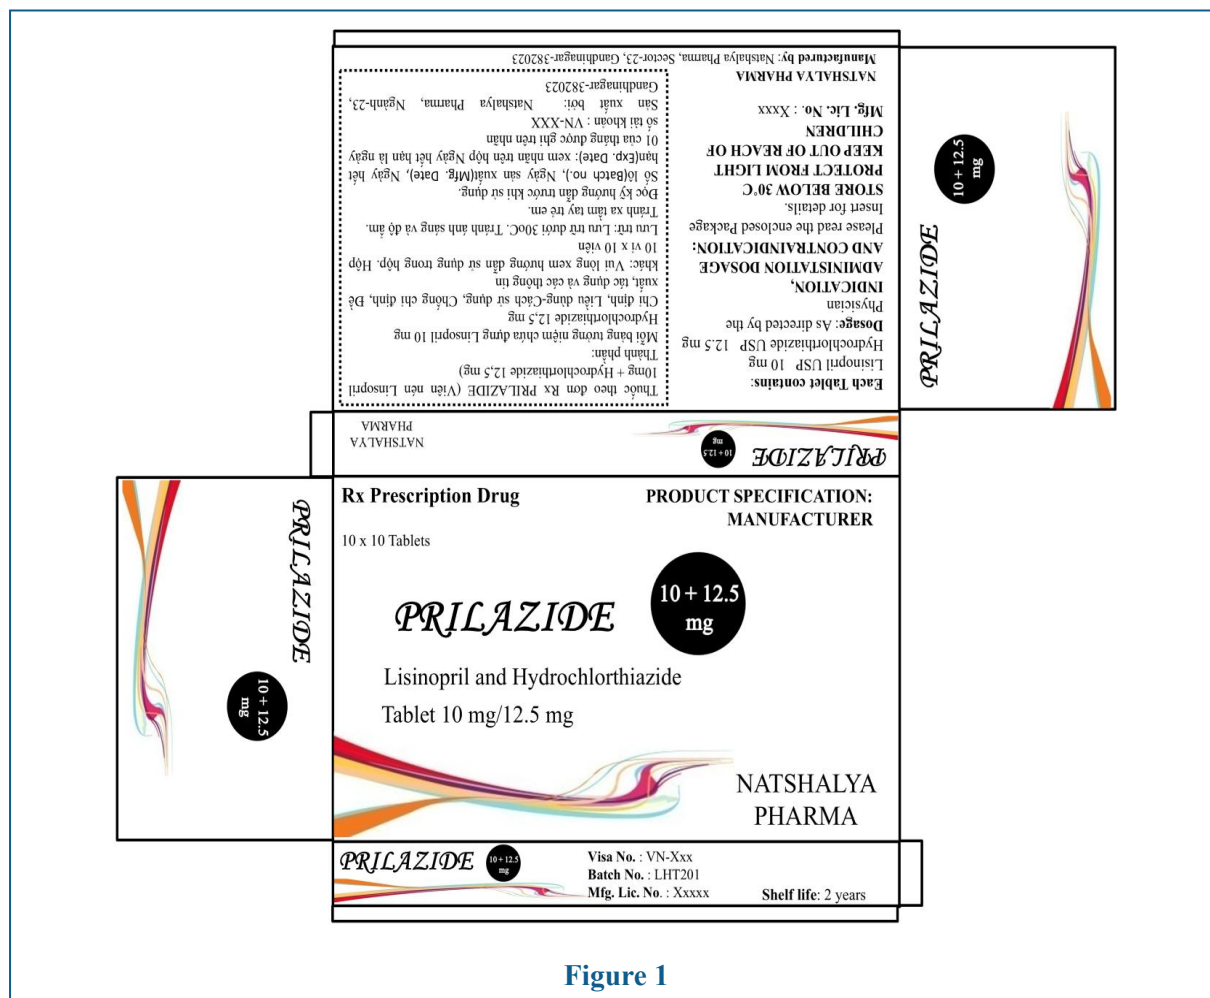 Manufactured by: Natshalya Pharma, Sector-23, Gandhinagar-382023
NATSHALYA PHARMA
Mfg. Lic. No. : Xxxx
CHILDREN
KEEP OUT OF REACH OF
PROTECT FROM LIGHT
STORE BELOW 30°C
Insert for details.
Please read the enclosed Package
AND CONTRAINDICATION:
ADMINISTATION DOSAGE
INDICATION,
Physician
Dosage: As directed by the
Hydrochlorthiazide USP 12.5 mg
Lisinopril USP 10 mg
Each Tablet contains:
Thuốc theo đơn Rx PRILAZIDE (Viên nén Linsopril
10mg + Hydrochlorthiazide 12,5 mg)
Thành phần:
Mỗi bảng tướng niệm chứa đựng Linsopril 10 mg
Hydrochlorthiazide 12,5 mg
Chỉ định, Liều dùng-Cách sử dụng, Chống chỉ định, Đề
xuất, tác dụng và các thông tin
khác: Vui lòng xem hướng dẫn sử dụng trong hộp. Hộp
10 vi x 10 viên
Lưu trữ: Lưu trữ dưới 30oC. Tránh ánh sáng và độ ẩm.
Tránh xa tầm tay trẻ em.
Đọc kỹ hướng dẫn trước khi sử dụng.
Số lô(Batch no.), Ngày sản xuất(Mfg. Date), Ngày hết
hạn(Exp. Date): xem nhãn trên hộp Ngày hết hạn là ngày
01 của tháng được ghi trên nhãn
số tài khoản : VN-XXX
Sản xuất bởi: Natshalya Pharma, Ngành-23,
Gandhinagar-382023
10 + 12.5
mg
PRILAZIDE
NATSHALYA
PHARMA
10 + 12.5
mg
PRILAZIDE
PRILAZIDE
10 + 12.5
mg
Rx Prescription Drug
PRODUCT SPECIFICATION:
MANUFACTURER
10 x 10 Tablets
PRILAZIDE
10 + 12.5
mg
Lisinopril and Hydrochlorthiazide
Tablet 10 mg/12.5 mg
NATSHALYA
PHARMA
PRILAZIDE
10 + 12.5
mg
Visa No. : VN-Xxx
Batch No. : LHT201
Mfg. Lic. No. : Xxxxx
Shelf life: 2 years
Figure 1